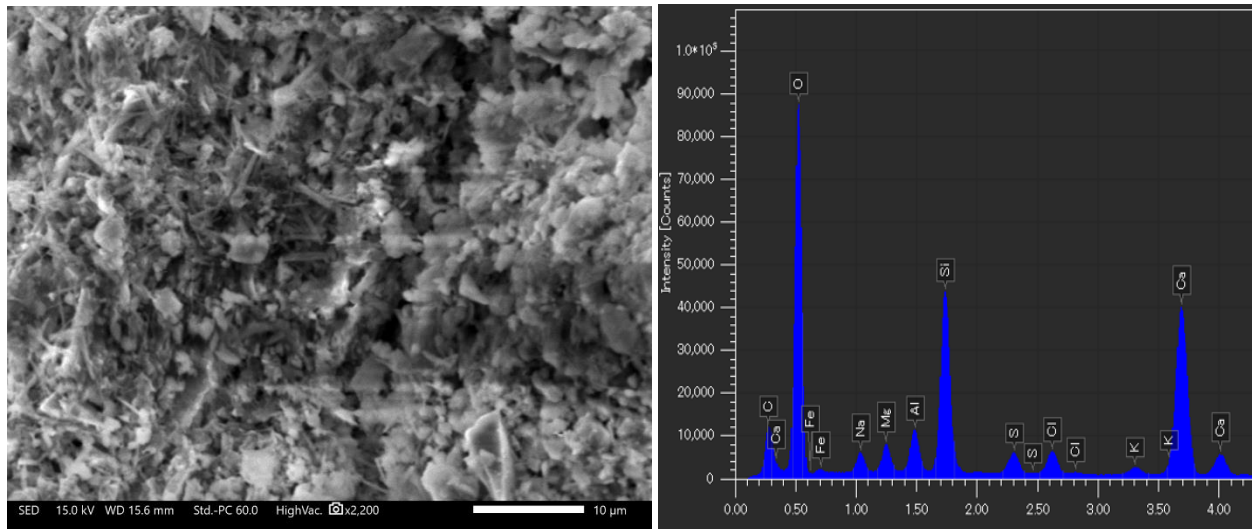 SED 15.0 kV WD 15.6 mm Std.-PC 60.0 HighVac. x2,200 10 µm
Intensity [Counts]
1.0*10⁵
90,000
80,000
70,000
60,000
50,000
40,000
30,000
20,000
10,000
0
C
Ca
O
Fe
Fe
Na
Mg
Al
Si
S
S
Cl
Cl
K
K
Ca
Ca
0.00 0.50 1.00 1.50 2.00 2.50 3.00 3.50 4.00